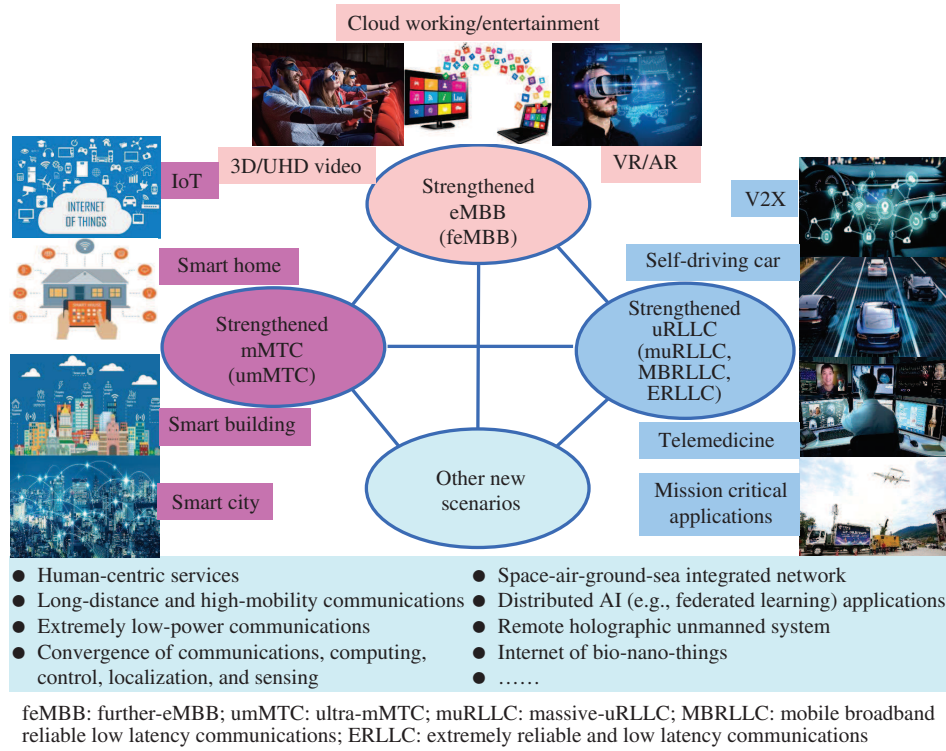 Cloud working/entertainment
3D/UHD video
VR/AR
IoT
INTERNET
OF THINGS
Smart home
Smart building
Smart city
V2X
Self-driving car
Telemedicine
Mission critical
applications
Strengthened
eMBB
(feMBB)
Strengthened
mMTC
(umMTC)
Strengthened
uRLLC
(muRLLC,
MBRLLC,
ERLLC)
Other new
scenarios
● Human-centric services
● Long-distance and high-mobility communications
● Extremely low-power communications
● Convergence of communications, computing,
control, localization, and sensing
● Space-air-ground-sea integrated network
● Distributed AI (e.g., federated learning) applications
● Remote holographic unmanned system
● Internet of bio-nano-things
● ……
feMBB: further-eMBB; umMTC: ultra-mMTC; muRLLC: massive-uRLLC; MBRLLC: mobile broadband
reliable low latency communications; ERLLC: extremely reliable and low latency communications